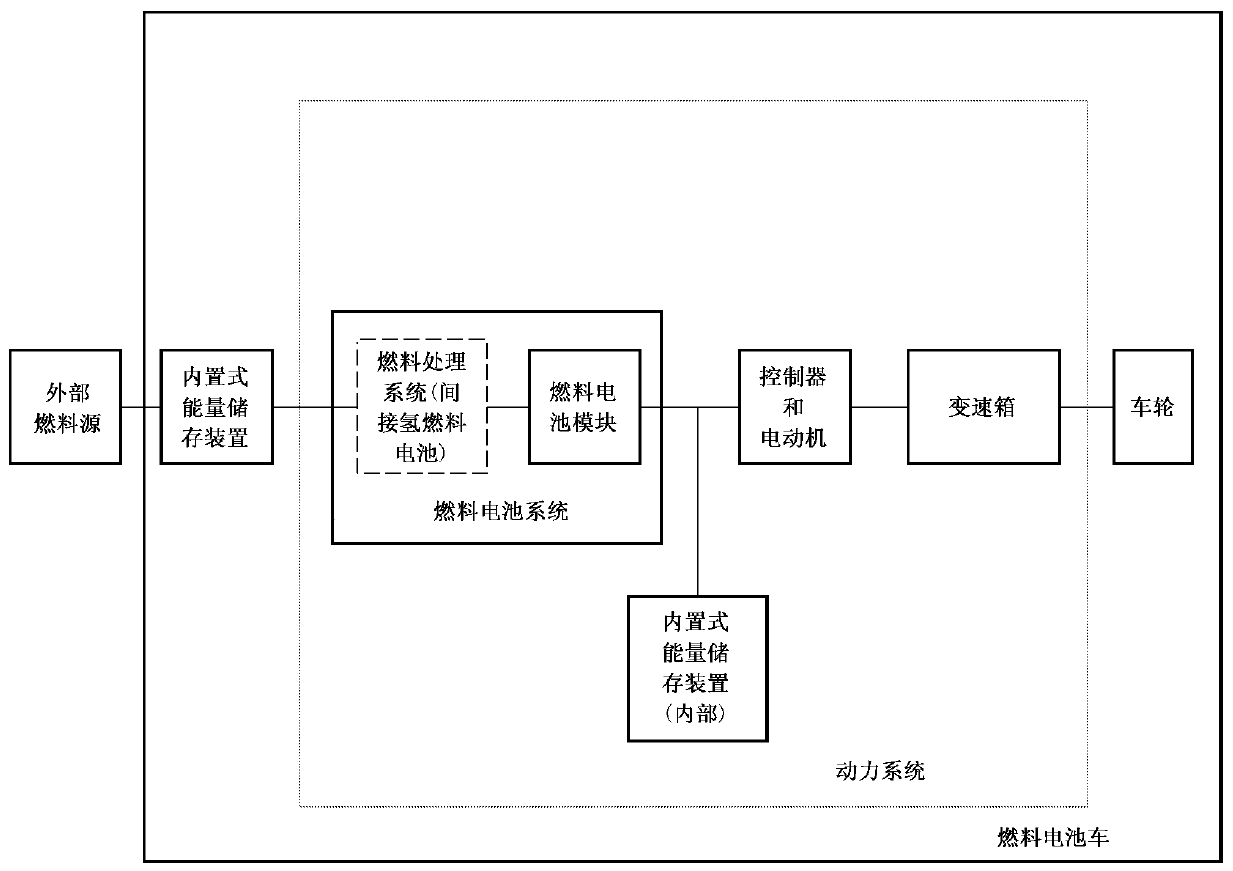 外部
燃料源
内置式
能量储
存装置
燃料处理
系统(间
接氢燃料
电池)
燃料电
池模块
燃料电池系统
控制器
和
电动机
变速箱
车轮
内置式
能量储
存装置
(内部)
动力系统
燃料电池车